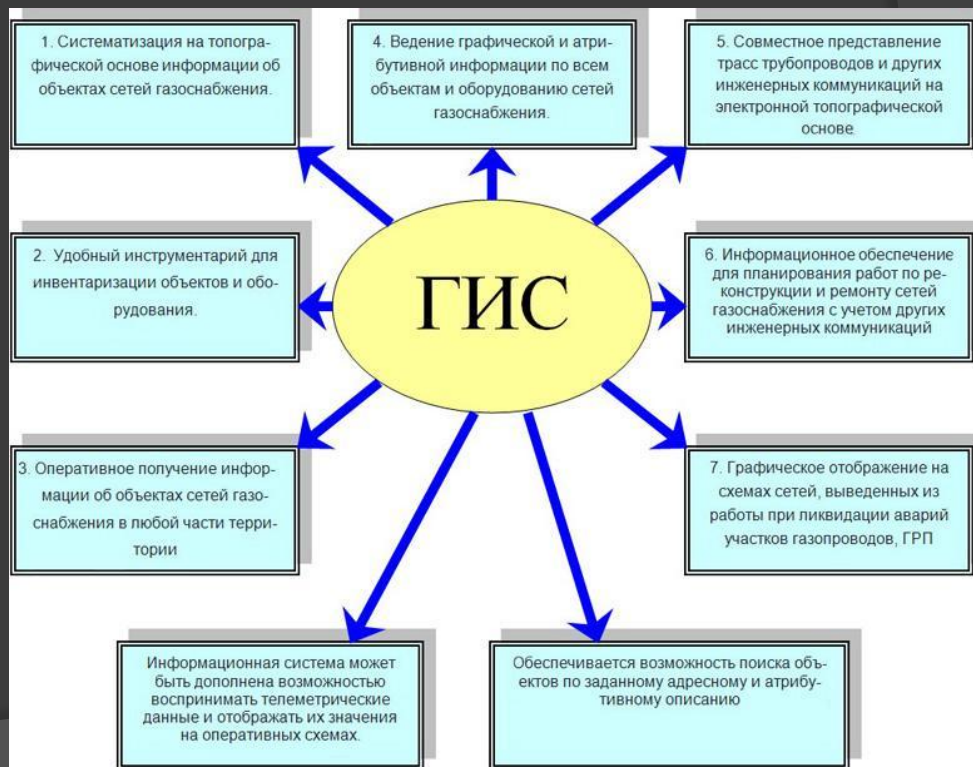 1. Систематизация на топогра-
фической основе информации об
объектах сетей газоснабжения.
4. Ведение графической и атри-
бутивной информации по всем
объектам и оборудованию сетей
газоснабжения.
5. Совместное представление
трасс трубопроводов и других
инженерных коммуникаций на
электронной топографической
основе.
2. Удобный инструментарий для
инвентаризации объектов и обо-
рудования.
ГИС
6. Информационное обеспечение
для планирования работ по ре-
конструкции и ремонту сетей
газоснабжения с учетом других
инженерных коммуникаций
3. Оперативное получение инфор-
мации об объектах сетей газо-
снабжения в любой части терри-
тории
7. Графическое отображение на
схемах сетей, выведенных из
работы при ликвидации аварий
участков газопроводов, ГРП
Информационная система может
быть дополнена возможностью
воспринимать телеметрические
данные и отображать их значения
на оперативных схемах.
Обеспечивается возможность поиска объ-
ектов по заданному адресному и атрибу-
тивному описанию